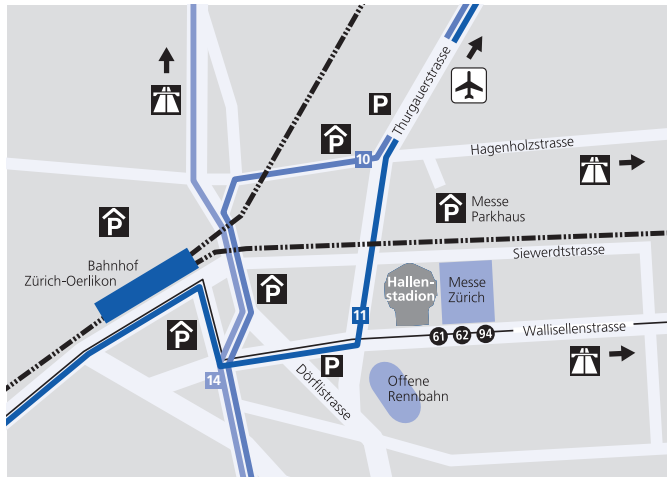 Thurgauerstrasse
P
P
10
Hagenholzstrasse
P
Messe
Parkhaus
P
Bahnhof
Zürich-Oerlikon
Siewerdtstrasse
Hallen-
stadion
Messe
Zürich
P
11
P
61 62 94
Wallisellenstrasse
P
14
Dörflistrasse
Offene
Rennbahn